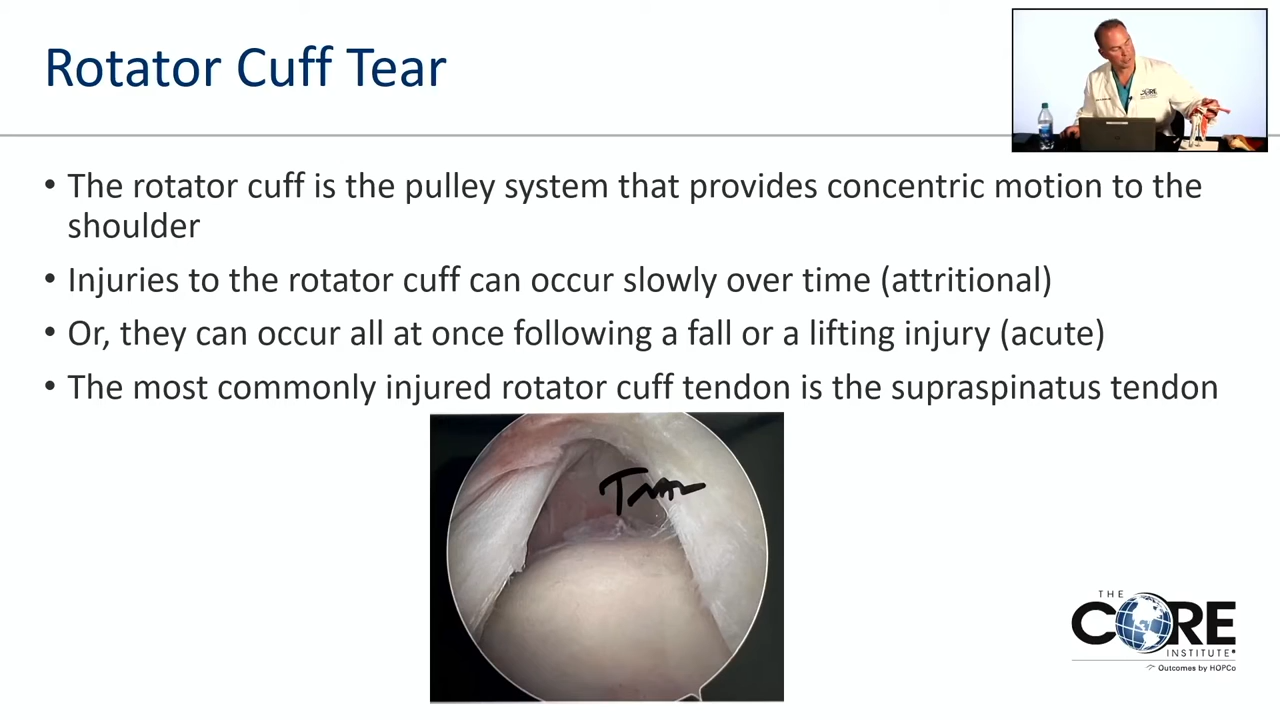 Rotator Cuff Tear
CORE
• The rotator cuff is the pulley system that provides concentric motion to the
shoulder
• Injuries to the rotator cuff can occur slowly over time (attritional)
• Or, they can occur all at once following a fall or a lifting injury (acute)
• The most commonly injured rotator cuff tendon is the supraspinatus tendon
THE
CORE
INSTITUTE
Outcomes by HOPCo